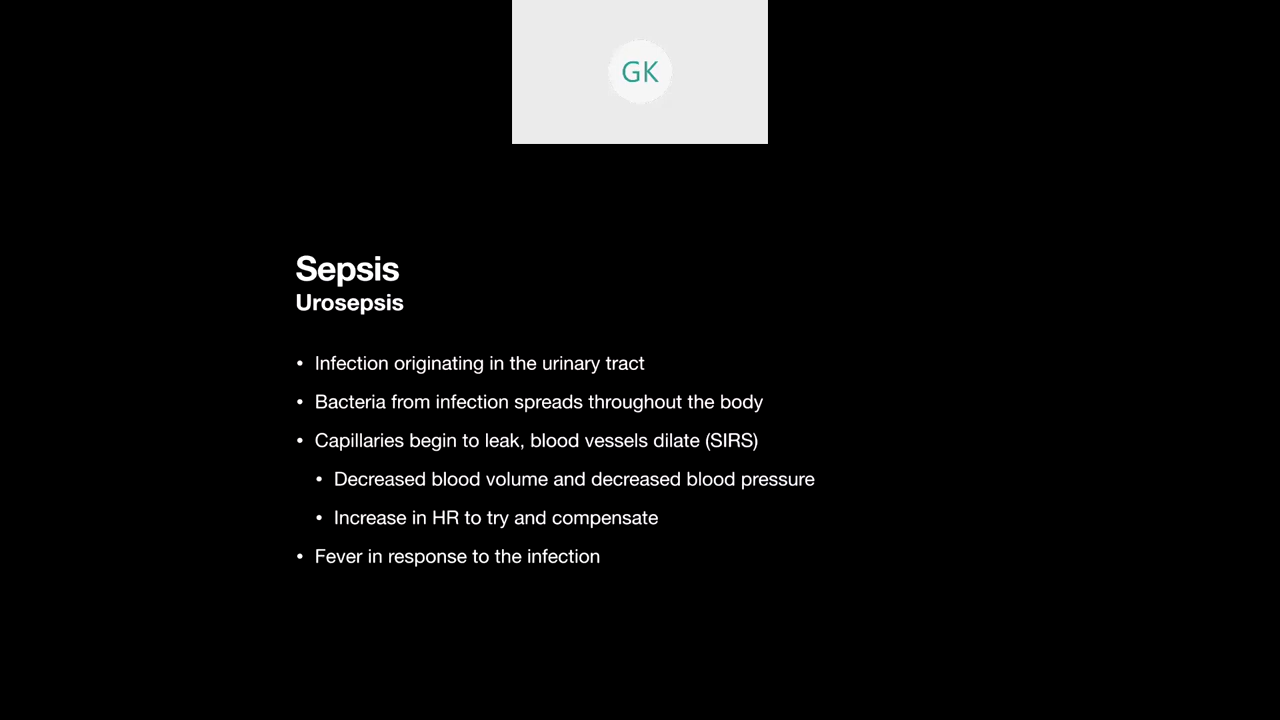 GK
Sepsis
Urosepsis
• Infection originating in the urinary tract
• Bacteria from infection spreads throughout the body
• Capillaries begin to leak, blood vessels dilate (SIRS)
• Decreased blood volume and decreased blood pressure
• Increase in HR to try and compensate
• Fever in response to the infection